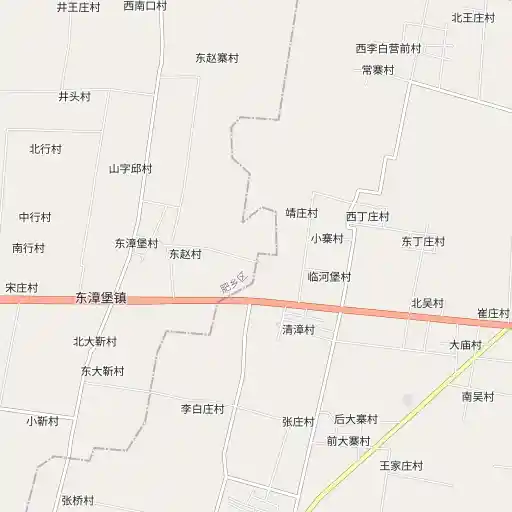 井王庄村
西南口村
北王庄村
西李白营前村
东赵寨村
常寨村
井头村
北行村
山字邱村
中行村
靖庄村
西丁庄村
南行村
东漳堡村
东赵村
小寨村
东丁庄村
临河堡村
肥乡区
宋庄村
东漳堡镇
北吴村
崔庄村
清漳村
北大靳村
大庙村
东大靳村
南吴村
李白庄村
小靳村
张庄村
后大寨村
前大寨村
王家庄村
张桥村